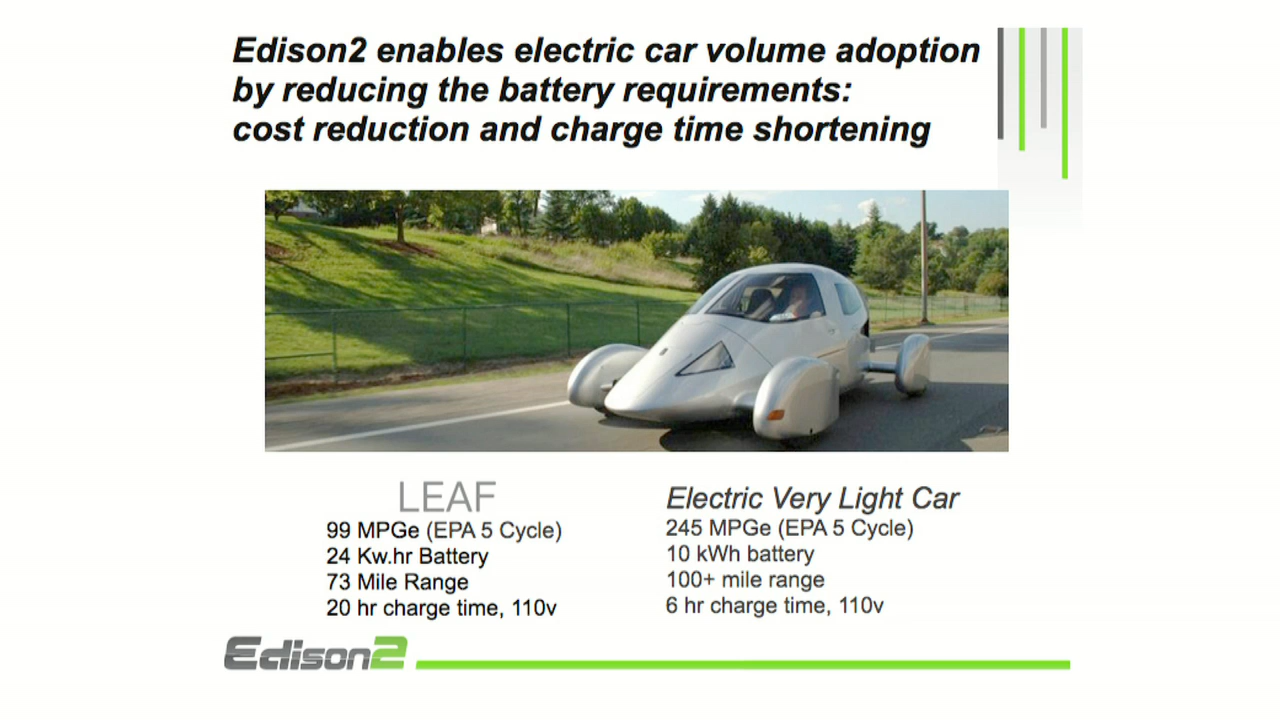 Edison2 enables electric car volume adoption
by reducing the battery requirements:
cost reduction and charge time shortening
LEAF
99 MPGe (EPA 5 Cycle)
24 Kw.hr Battery
73 Mile Range
20 hr charge time, 110v
Electric Very Light Car
245 MPGe (EPA 5 Cycle)
10 kWh battery
100+ mile range
6 hr charge time, 110v
Edison2